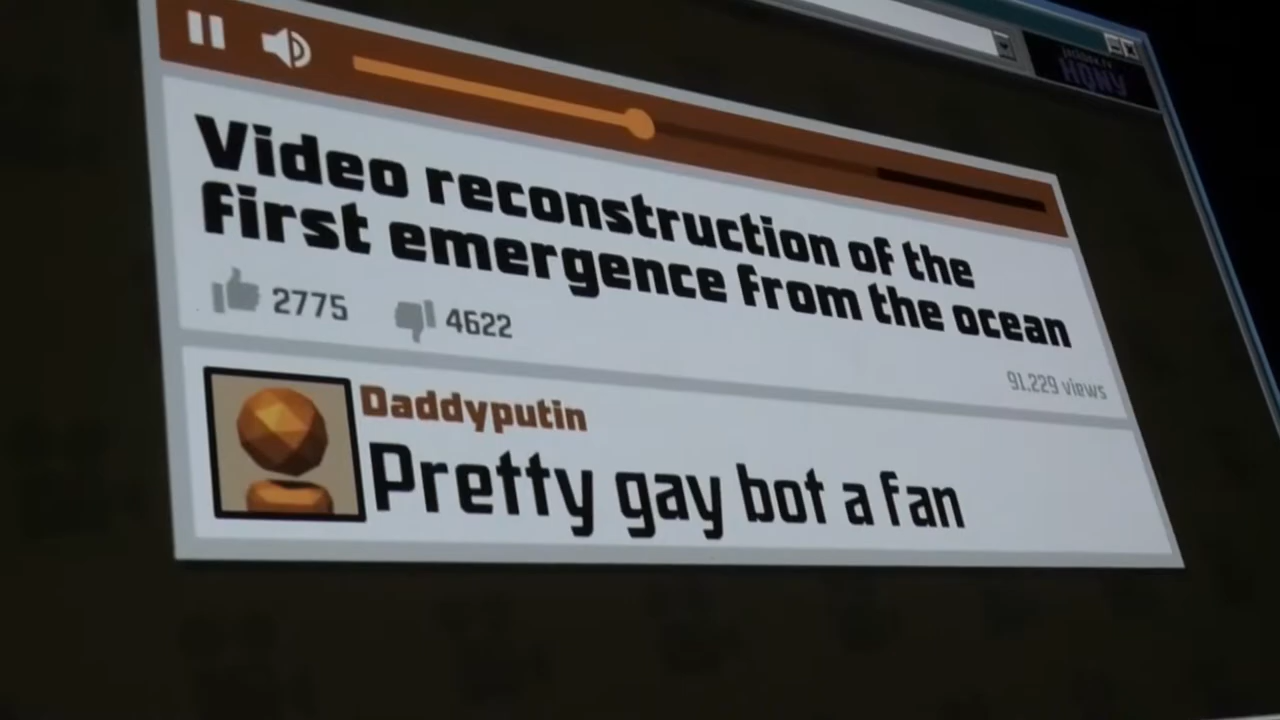 HQNY
Video reconstruction of the
first emergence from the ocean
2775 4622
91.229 views
Daddyputin
Pretty gay bot a fan